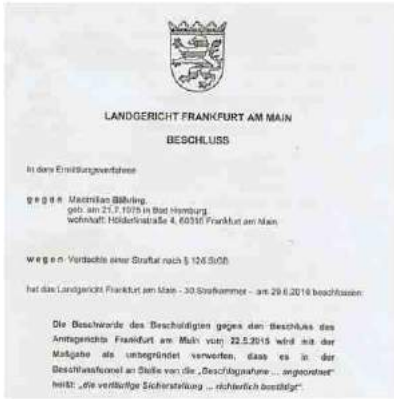 LANDGERICHT FRANKFURT AM MAIN
BESCHLUSS
In dem Ermittlungsverfahren
gegen Maximilian Bähring,
geb. am 21.7.1975 in Bad Homburg
wohnhaft: Hölderlinstraße 4, 60316 Frankfurt am Main
wegen Verdachts einer Straftat nach § 126 StGB
hat das Landgericht Frankfurt am Main - 30.Strafkammer - am 29.6.2018 beschlossen:
Die Beschwerde des Beschuldigten gegen den Beschluss des
Amtsgerichts Frankfurt am Main vom 22.5.2018 wird mit der
Maßgabe als unbegründet verworfen, dass es in der
Beschlussformel an Stelle von die „Beschlagnahme ... angeordnet“
heißt: „die vorläufige Sicherstellung ... richterlich bestätigt“.